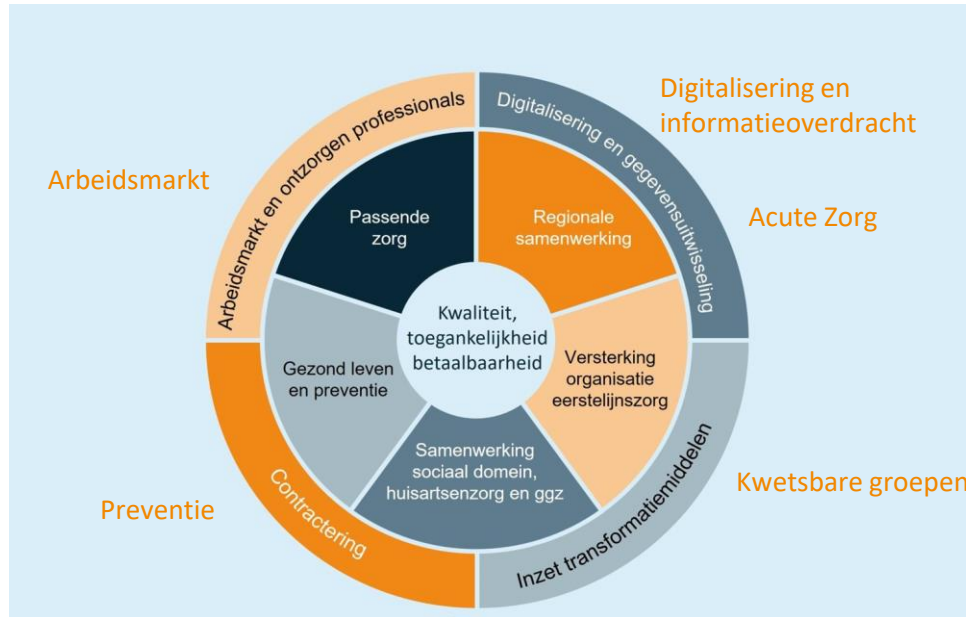 Digitalisering en
informatieoverdracht
Arbeidsmarkt
Acute Zorg
Preventie
Kwetsbare groepen
Arbeidsmarkt en ontzorgen professionals
Digitalisering en gegevensuitwisseling
Contractering
Inzet transformatiemiddelen
Passende
zorg
Regionale
samenwerking
Gezond leven
en preventie
Versterking
organisatie
eerstelijnszorg
Samenwerking
sociaal domein,
huisartsenzorg en ggz
Kwaliteit,
toegankelijkheid
betaalbaarheid